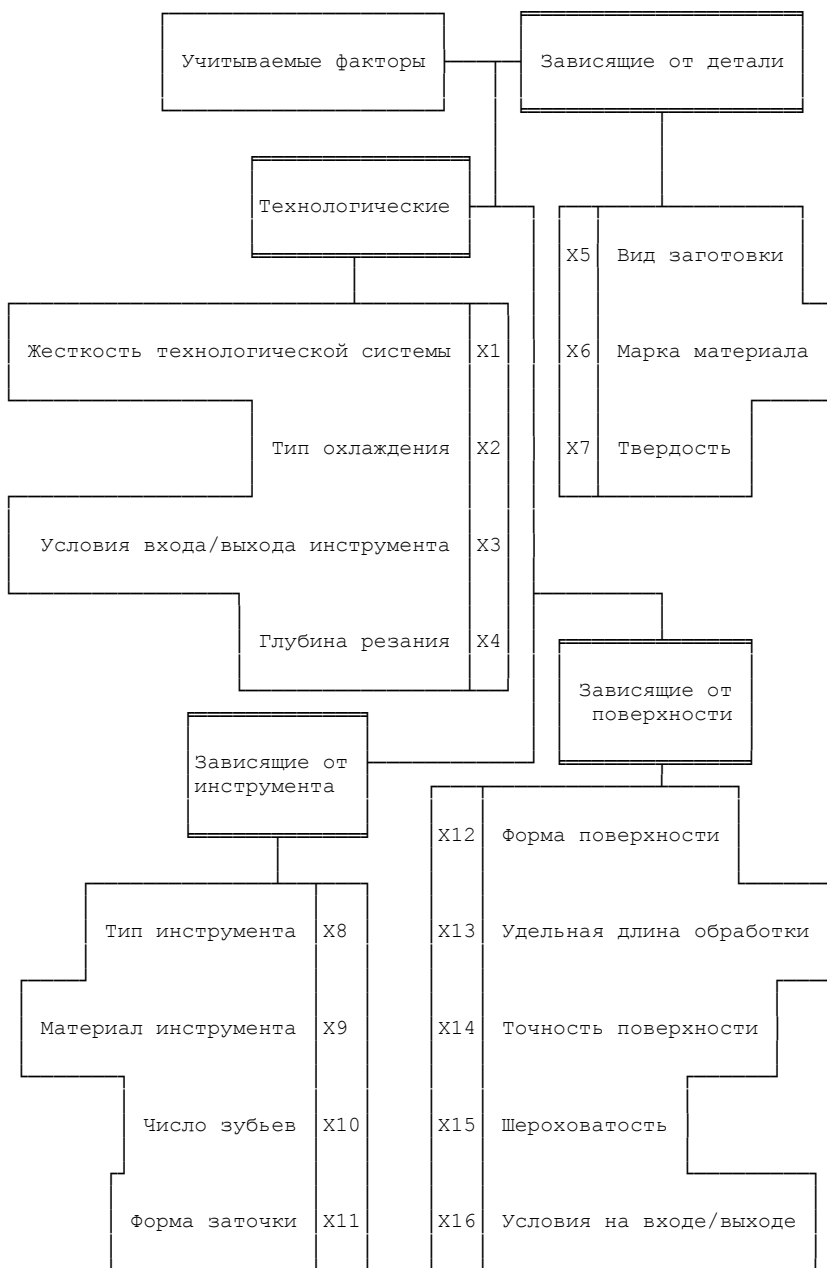 Учитываемые факторы
Зависящие от детали
Технологические
X5 Вид заготовки
Жесткость технологической системы X1
X6 Марка материала
Тип охлаждения X2
X7 Твердость
Условия входа/выхода инструмента X3
Глубина резания X4
Зависящие от
поверхности
Зависящие от
инструмента
X12 Форма поверхности
Тип инструмента X8
X13 Удельная длина обработки
Материал инструмента X9
X14 Точность поверхности
Число зубьев X10
X15 Шероховатость
Форма заточки X11
X16 Условия на входе/выходе